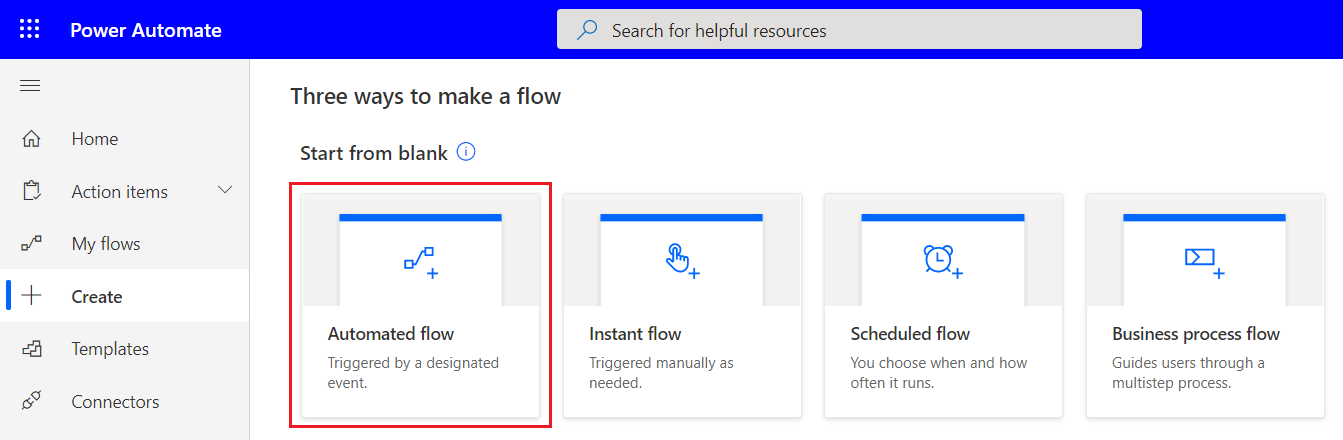 Power Automate
Search for helpful resources
Home
Action items
My flows
Create
Templates
Connectors
Three ways to make a flow
Start from blank
Automated flow
Triggered by a designated
event.
Instant flow
Triggered manually as
needed.
Scheduled flow
You choose when and how
often it runs.
Business process flow
Guides users through a
multistep process.